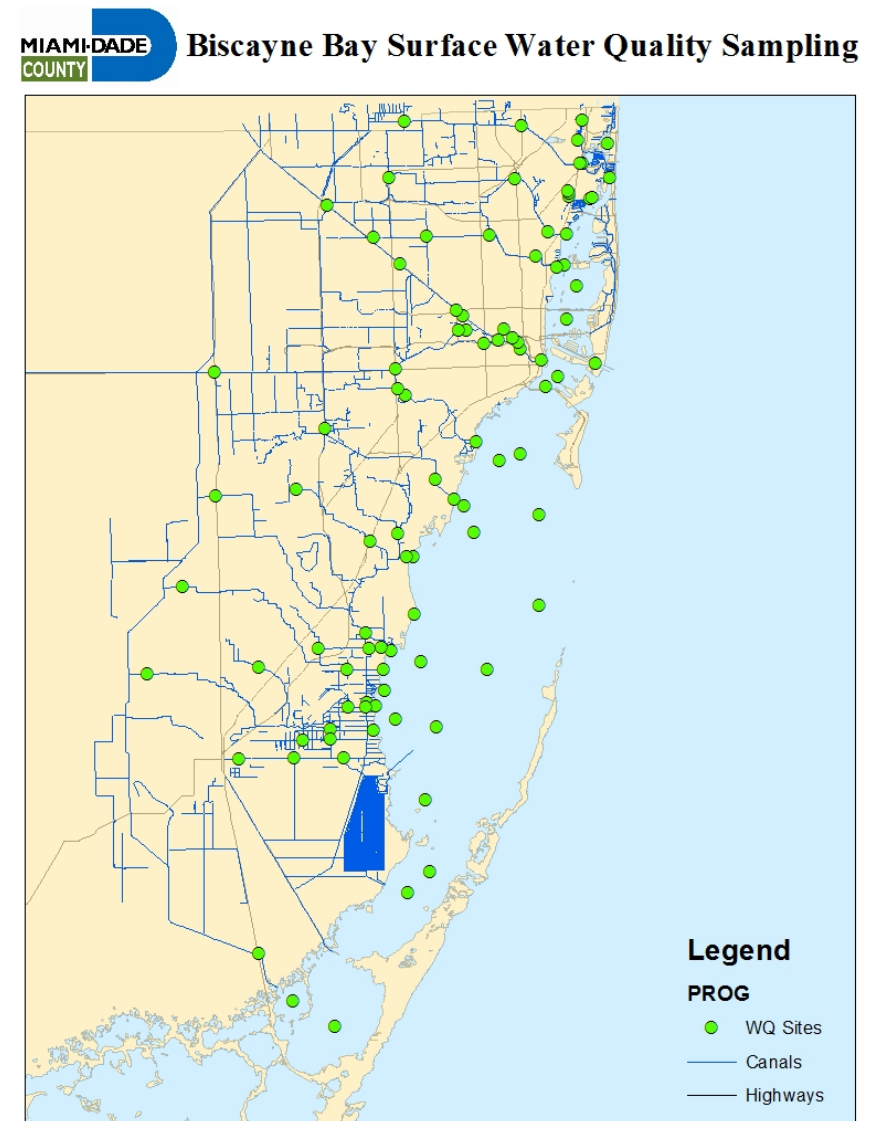 MIAMI-DADE
COUNTY
Biscayne Bay Surface Water Quality Sampling
Legend
PROG
WQ Sites
Canals
Highways